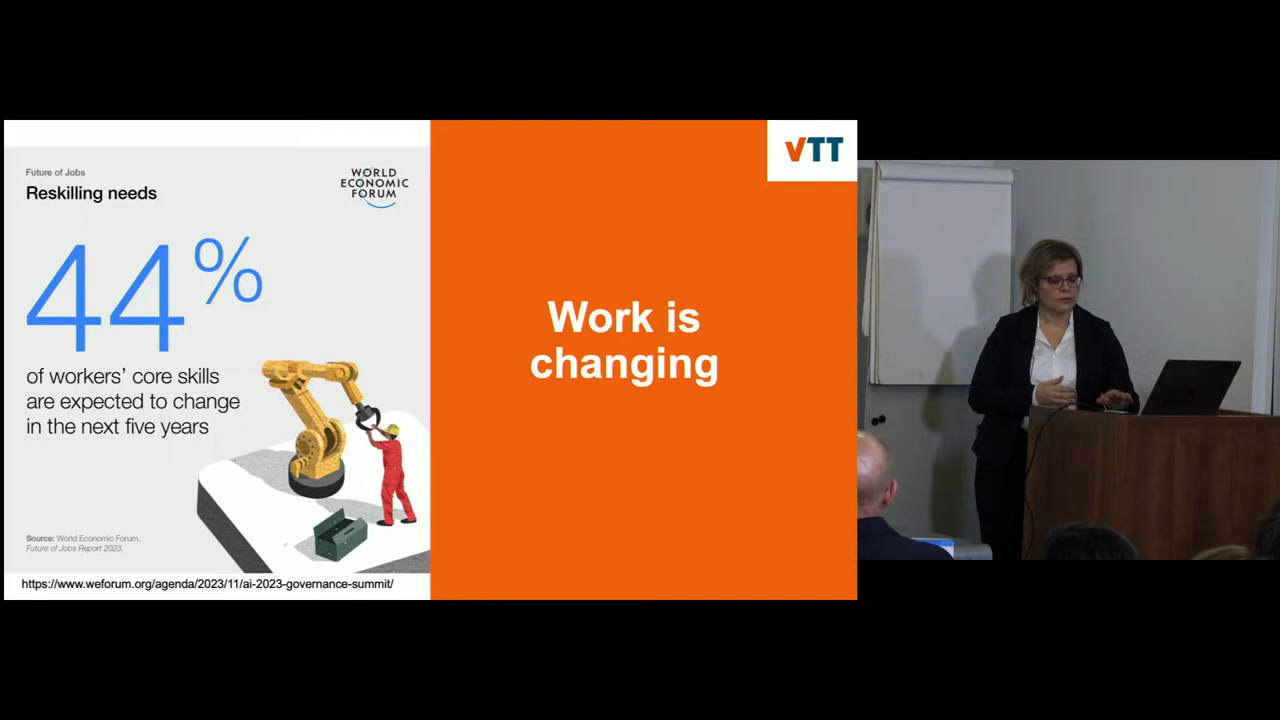 Future of Jobs
Reskilling needs
WORLD
ECONOMIC
FORUM
44%
of workers' core skills
are expected to change
in the next five years
Source: World Economic Forum,
Future of Jobs Report 2023.
https://www.weforum.org/agenda/2023/11/ai-2023-governance-summit/
VTT
Work is
changing